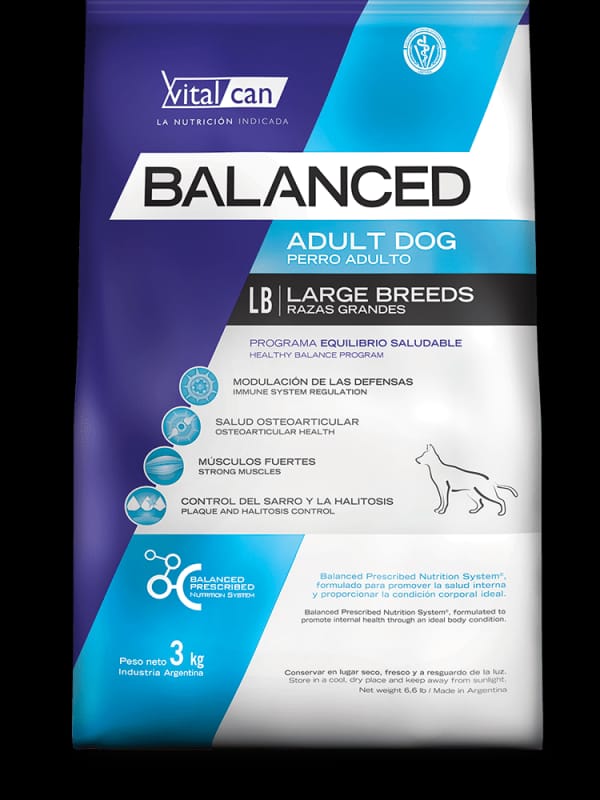 Vital can
LA NUTRICIÓN INDICADA
BALANCED
ADULT DOG
PERRO ADULTO
LB | LARGE BREEDS
RAZAS GRANDES
PROGRAMA EQUILIBRIO SALUDABLE
HEALTHY BALANCE PROGRAM
MODULACIÓN DE LAS DEFENSAS
IMMUNE SYSTEM REGULATION
SALUD OSTEOARTICULAR
OSTEOARTICULAR HEALTH
MÚSCULOS FUERTES
STRONG MUSCLES
CONTROL DEL SARRO Y LA HALITOSIS
PLAQUE AND HALITOSIS CONTROL
BALANCED
PRESCRIBED
NUTRITION SYSTEM
Balanced Prescribed Nutrition System®,
formulado para promover la salud interna
y proporcionar la condición corporal ideal.
Balanced Prescribed Nutrition System®, formulated to
promote internal health through an ideal body condition.
Peso neto 3 kg
Industria Argentina
Conservar en lugar seco, fresco y a resguardo de la luz.
Store in a cool, dry place and keep away from sunlight.
Net weight 6.6 lb / Made in Argentina